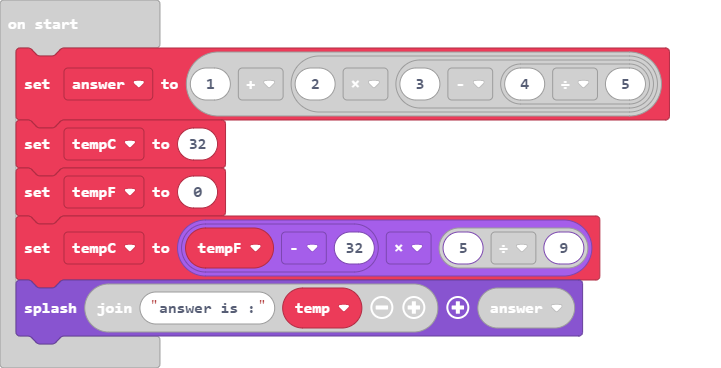 on start
set answer to 1 + 2 × 3 - 4 ÷ 5
set tempC to 32
set tempF to 0
set tempC to tempF - 32 × 5 ÷ 9
splash join "answer is :" temp answer